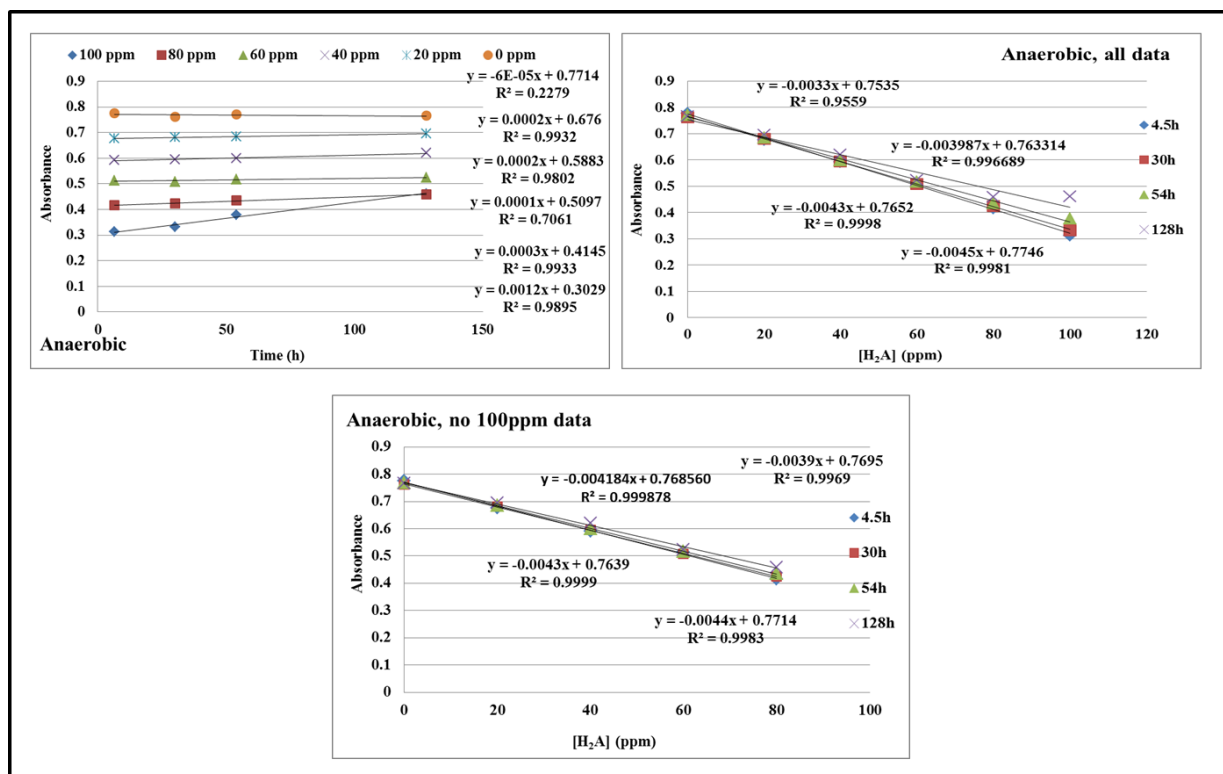 100 ppm 80 ppm 60 ppm 40 ppm 20 ppm 0 ppm
0.9
0.8
0.7
0.6
0.5
0.4
0.3
0.2
0.1
0
Absorbance
y = -6E-05x + 0.7714
R² = 0.2279
y = 0.0002x + 0.676
R² = 0.9932
y = 0.0002x + 0.5883
R² = 0.9802
y = 0.0001x + 0.5097
R² = 0.7061
y = 0.0003x + 0.4145
R² = 0.9933
y = 0.0012x + 0.3029
R² = 0.9895
0 50 100 150
Anaerobic
Time (h)
Anaerobic, all data
0.9
0.8
0.7
0.6
0.5
0.4
0.3
0.2
0.1
0
Absorbance
y = -0.0033x + 0.7535
R² = 0.9559
y = -0.003987x + 0.763314
R² = 0.996689
y = -0.0043x + 0.7652
R² = 0.9998
y = -0.0045x + 0.7746
R² = 0.9981
4.5h
30h
54h
128h
0 20 40 60 80 100 120
[H₂A] (ppm)
Anaerobic, no 100ppm data
0.9
0.8
0.7
0.6
0.5
0.4
0.3
0.2
0.1
0
Absorbance
y = -0.0039x + 0.7695
R² = 0.9969
y = -0.004184x + 0.768560
R² = 0.999878
y = -0.0043x + 0.7639
R² = 0.9999
y = -0.0044x + 0.7714
R² = 0.9983
4.5h
30h
54h
128h
0 20 40 60 80 100
[H₂A] (ppm)